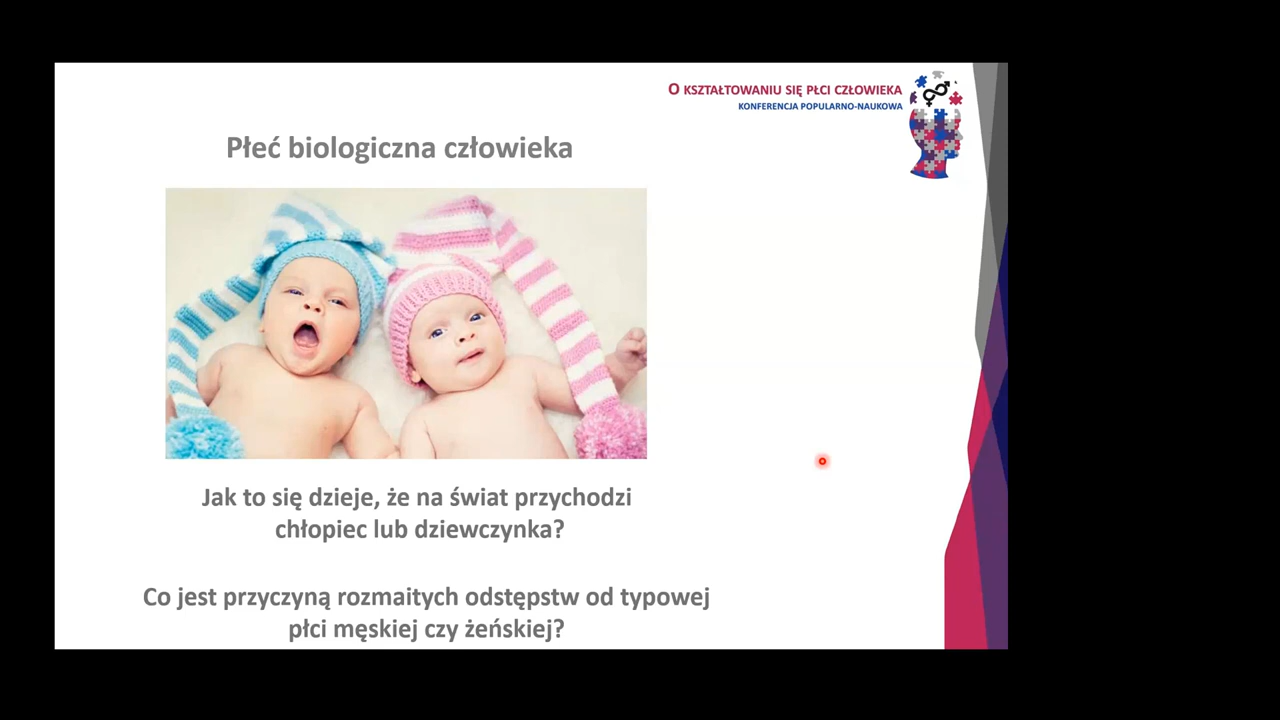 O KSZTAŁTOWANIU SIĘ PŁCI CZŁOWIEKA
KONFERENCJA POPULARNO-NAUKOWA
Płeć biologiczna człowieka
Jak to się dzieje, że na świat przychodzi
chłopiec lub dziewczynka?
Co jest przyczyną rozmaitych odstępstw od typowej
płci męskiej czy żeńskiej?